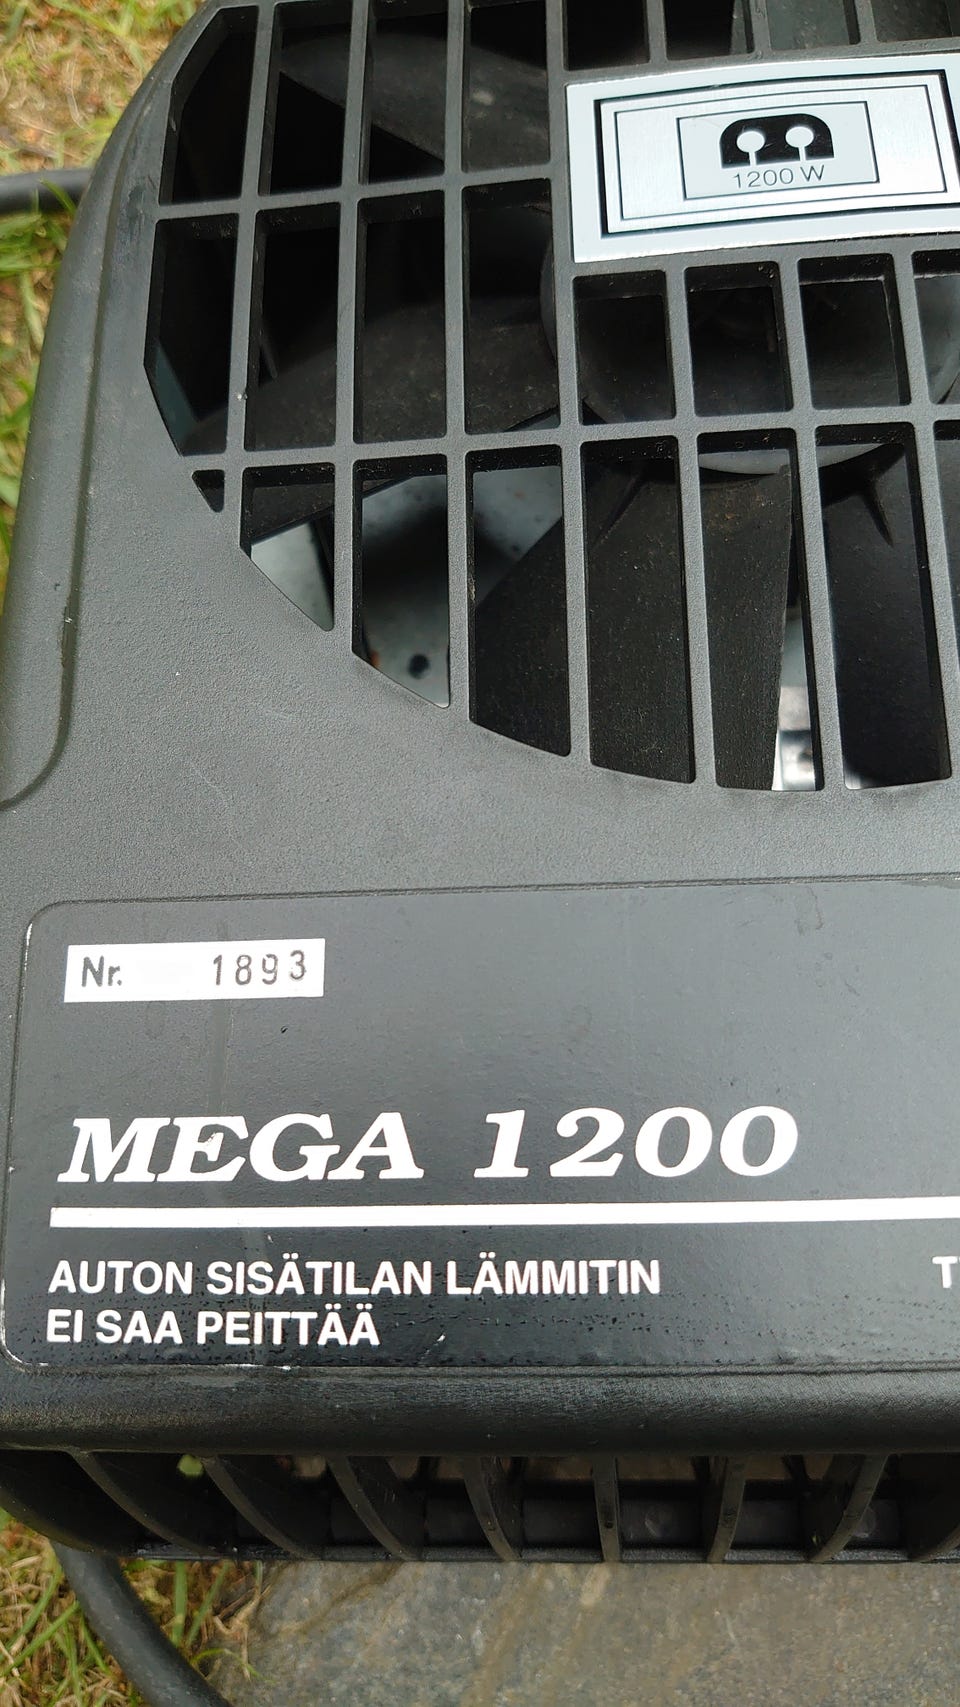 1200 W
Nr. 1893
MEGA 1200
AUTON SISÄTILAN LÄMMITIN
EI SAA PEITTÄÄ